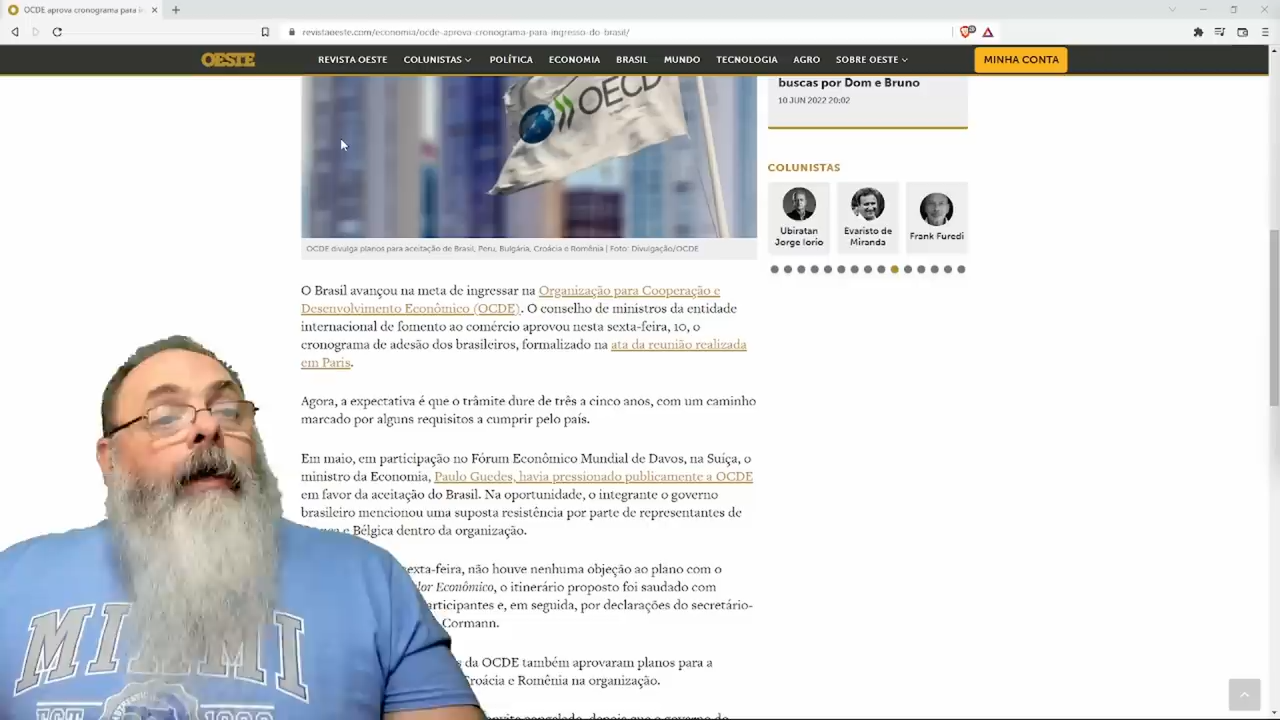 OCDE aprova cronograma para in
revistaoeste.com/economia/ocde-aprova-cronograma-para-ingresso-do-brasil/
OESTE
REVISTA OESTE
COLUNISTAS
POLÍTICA
ECONOMIA
BRASIL
MUNDO
TECNOLOGIA
AGRO
SOBRE OESTE
MINHA CONTA
OECD
OCDE divulga planos para aceitação de Brasil, Peru, Bulgária, Croácia e Romênia | Foto: Divulgação/OCDE
O Brasil avançou na meta de ingressar na Organização para Cooperação e
Desenvolvimento Econômico (OCDE). O conselho de ministros da entidade
internacional de fomento ao comércio aprovou nesta sexta-feira, 10, o
cronograma de adesão dos brasileiros, formalizado na ata da reunião realizada
em Paris.
Agora, a expectativa é que o trâmite dure de três a cinco anos, com um caminho
marcado por alguns requisitos a cumprir pelo país.
Em maio, em participação no Fórum Econômico Mundial de Davos, na Suíça, o
ministro da Economia, Paulo Guedes, havia pressionado publicamente a OCDE
em favor da aceitação do Brasil. Na oportunidade, o integrante o governo
brasileiro mencionou uma suposta resistência por parte de representantes de
e Bélgica dentro da organização.
sexta-feira, não houve nenhuma objeção ao plano com o
lor Econômico, o itinerário proposto foi saudado com
articipantes e, em seguida, por declarações do secretário-
Cormann.
s da OCDE também aprovaram planos para a
Croácia e Romênia na organização.
buscas por Dom e Bruno
10 JUN 2022 20:02
COLUNISTAS
Ubiratan
Jorge Iorio
Evaristo de
Miranda
Frank Furedi
MIAMI